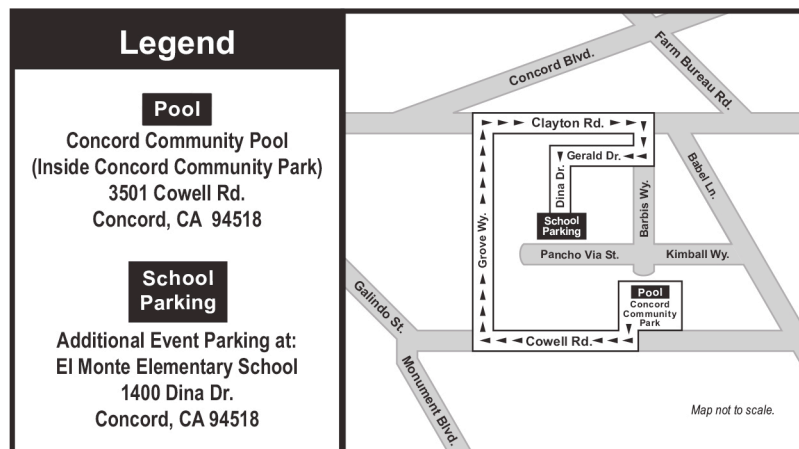 Legend
Pool
Concord Community Pool
(Inside Concord Community Park)
3501 Cowell Rd.
Concord, CA 94518
School
Parking
Additional Event Parking at:
El Monte Elementary School
1400 Dina Dr.
Concord, CA 94518
Concord Blvd.
Farm Bureau Rd.
Clayton Rd.
Gerald Dr.
Dina Dr.
Babel Ln.
Barbis Wy.
Grove Wy.
School
Parking
Pancho Via St.
Kimball Wy.
Pool
Concord
Community
Park
Galindo St.
Cowell Rd.
Monument Blvd.
Map not to scale.